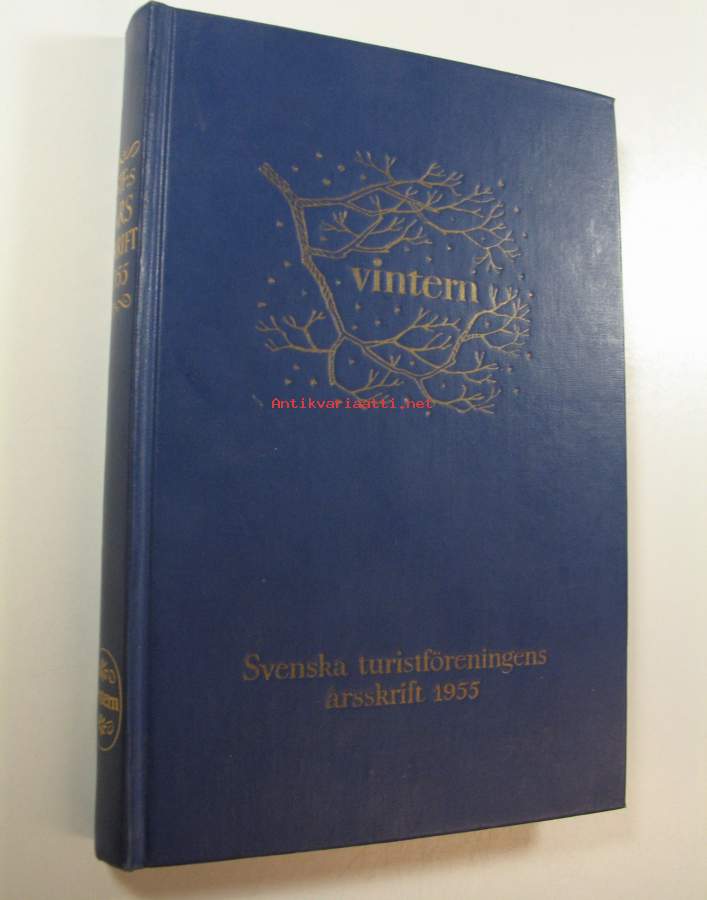 vintern
Antikvariaatti.net
Svenska turistföreningens
årsskrift 1955